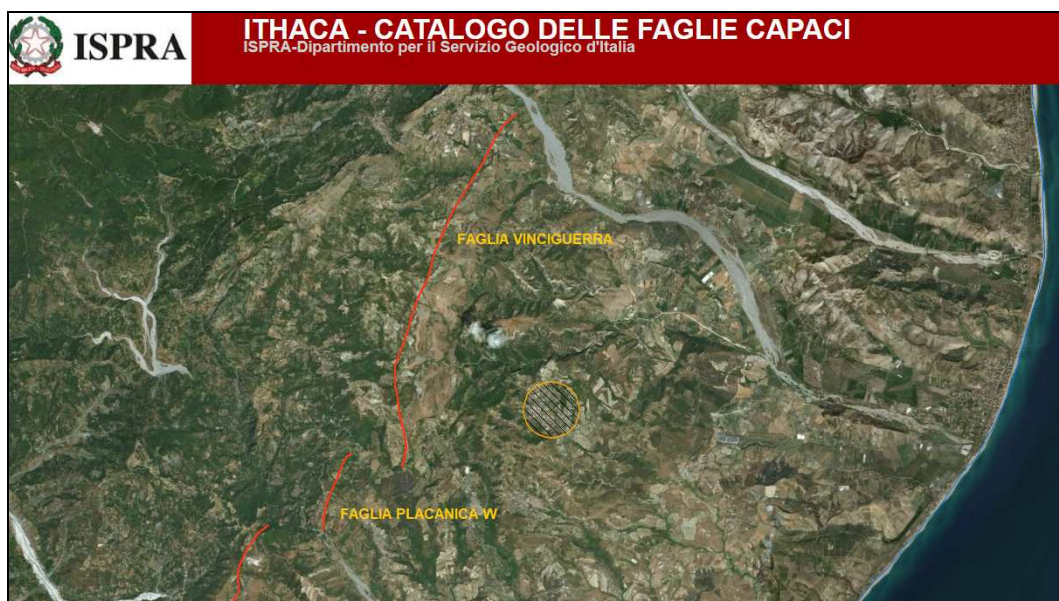 ISPRA
ITHACA - CATALOGO DELLE FAGLIE CAPACI
ISPRA-Dipartimento per il Servizio Geologico d'Italia
FAGLIA VINCIGUERRA
FAGLIA PLACANICA W